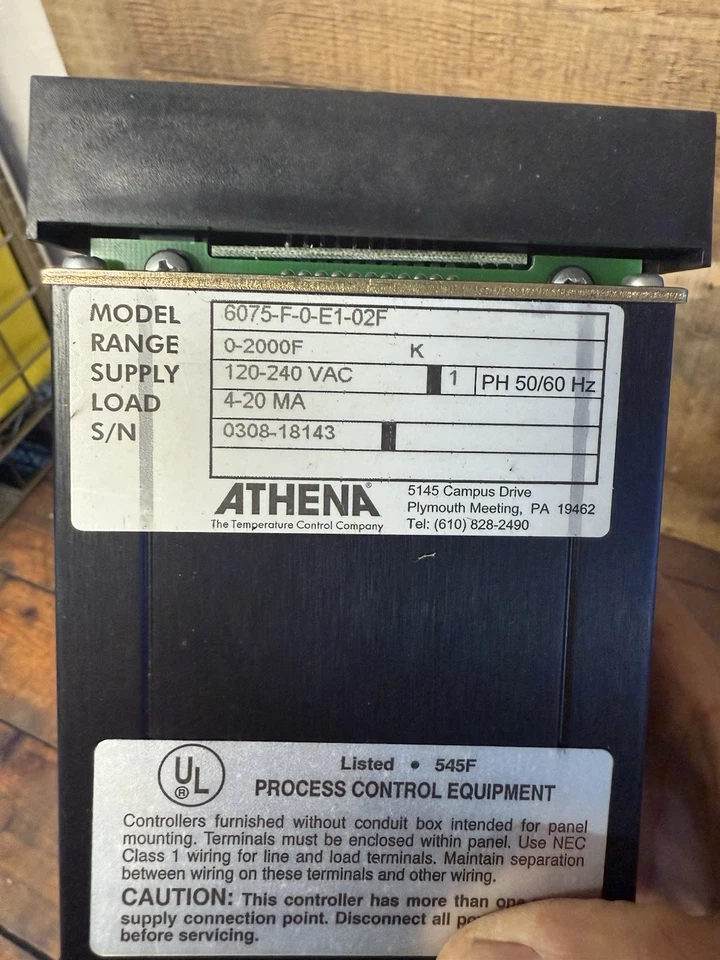 MODEL 6075-F-0-E1-02F
RANGE 0-2000F K
SUPPLY 120-240 VAC 1 PH 50/60 Hz
LOAD 4-20 MA
S/N 0308-18143
ATHENA®
The Temperature Control Company
5145 Campus Drive
Plymouth Meeting, PA 19462
Tel: (610) 828-2490
UL
®
Listed • 545F
PROCESS CONTROL EQUIPMENT
Controllers furnished without conduit box intended for panel
mounting. Terminals must be enclosed within panel. Use NEC
Class 1 wiring for line and load terminals. Maintain separation
between wiring on these terminals and other wiring.
CAUTION: This controller has more than one
supply connection point. Disconnect all
before servicing.